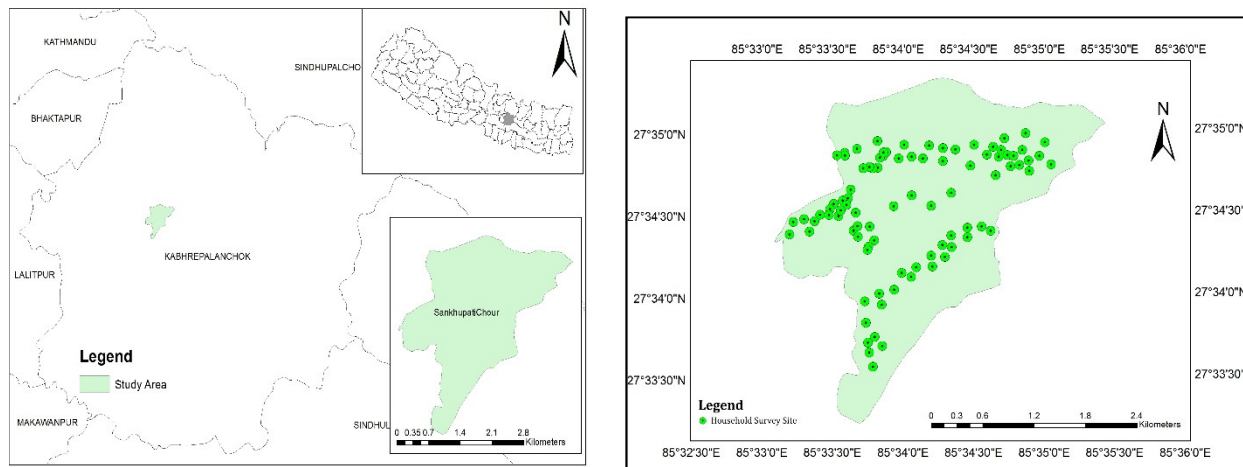 KATHMANDU
SINDHUPALCHO
N
BHAKTAPUR
KABHREPALANCHOK
LALITPUR
SankhupatiChour
Legend
Study Area
MAKAWANPUR
SINDHUL
0 0.35 0.7 1.4 2.1 2.8
Kilometers
85°33'0"E 85°33'30"E 85°34'0"E 85°34'30"E 85°35'0"E 85°35'30"E 85°36'0"E
N
27°35'0"N 27°35'0"N
27°34'30"N 27°34'30"N
27°34'0"N 27°34'0"N
27°33'30"N 27°33'30"N
Legend
Household Survey Site
0 0.3 0.6 1.2 1.8 2.4
Kilometers
85°32'30"E 85°33'0"E 85°33'30"E 85°34'0"E 85°34'30"E 85°35'0"E 85°35'30"E 85°36'0"E